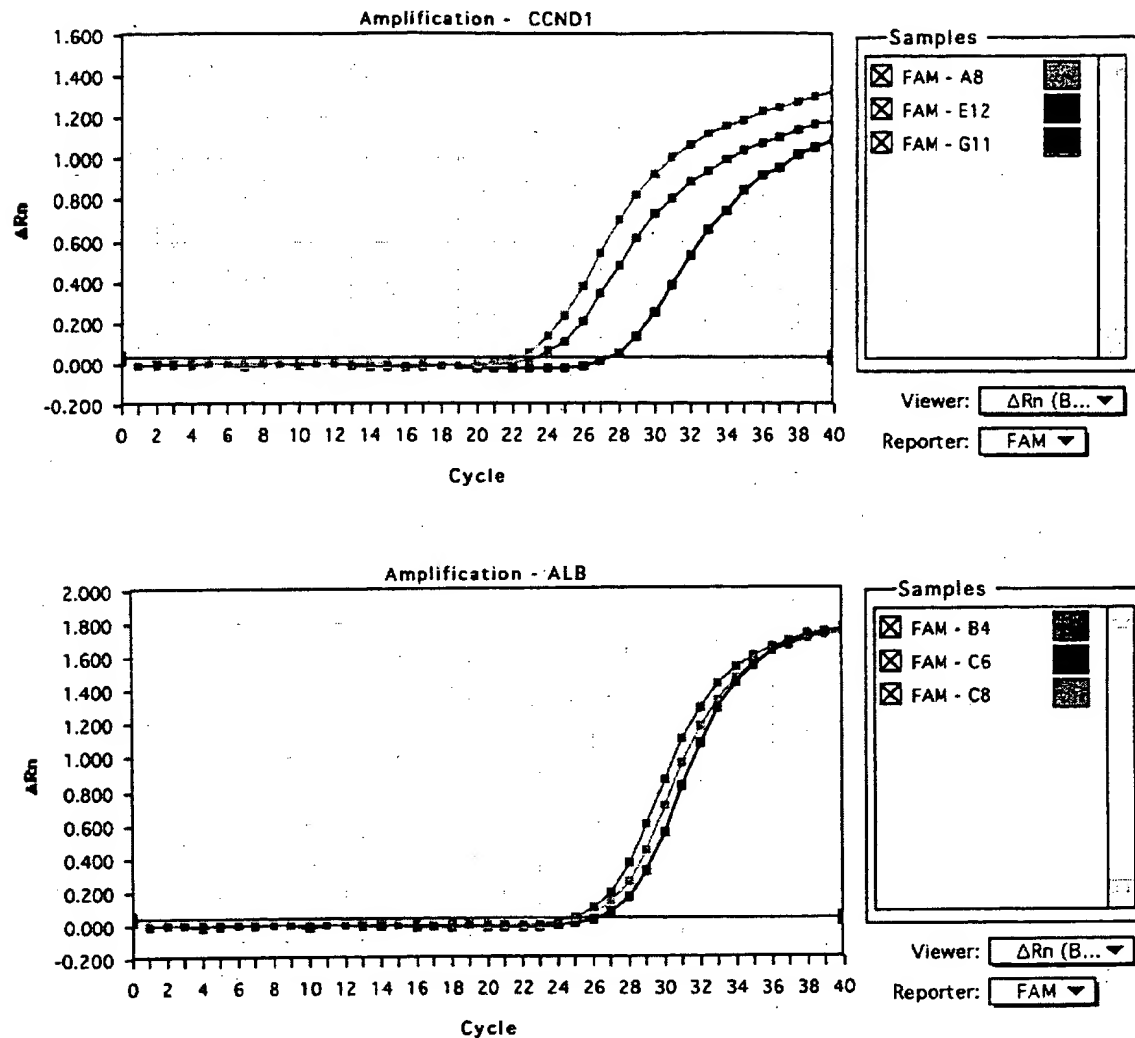 Amplification - CCND1
1.600
1.400
1.200
1.000
0.800
0.600
0.400
0.200
0.000
-0.200
ΔRn
0 2 4 6 8 10 12 14 16 18 20 22 24 26 28 30 32 34 36 38 40
Cycle
Samples
FAM - A8
FAM - E12
FAM - G11
Viewer: ΔRn (B...
Reporter: FAM
Amplification - ALB
2.000
1.800
1.600
1.400
1.200
1.000
0.800
0.600
0.400
0.200
0.000
-0.200
ΔRn
0 2 4 6 8 10 12 14 16 18 20 22 24 26 28 30 32 34 36 38 40
Cycle
Samples
FAM - B4
FAM - C6
FAM - C8
Viewer: ΔRn (B...
Reporter: FAM